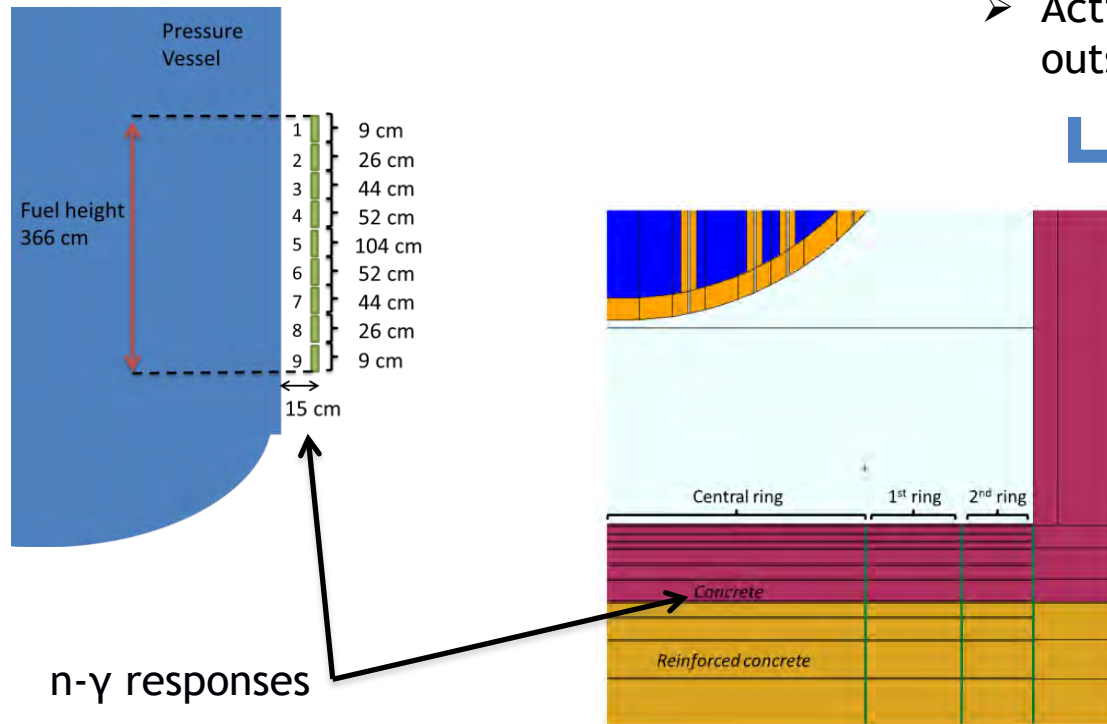 Pressure
Vessel
➢ Act
outs
1 9 cm
2 26 cm
3 44 cm
4 52 cm
5 104 cm
6 52 cm
7 44 cm
8 26 cm
9 9 cm
Fuel height
366 cm
15 cm
Central ring 1st ring 2nd ring
Concrete
Reinforced concrete
n-γ responses